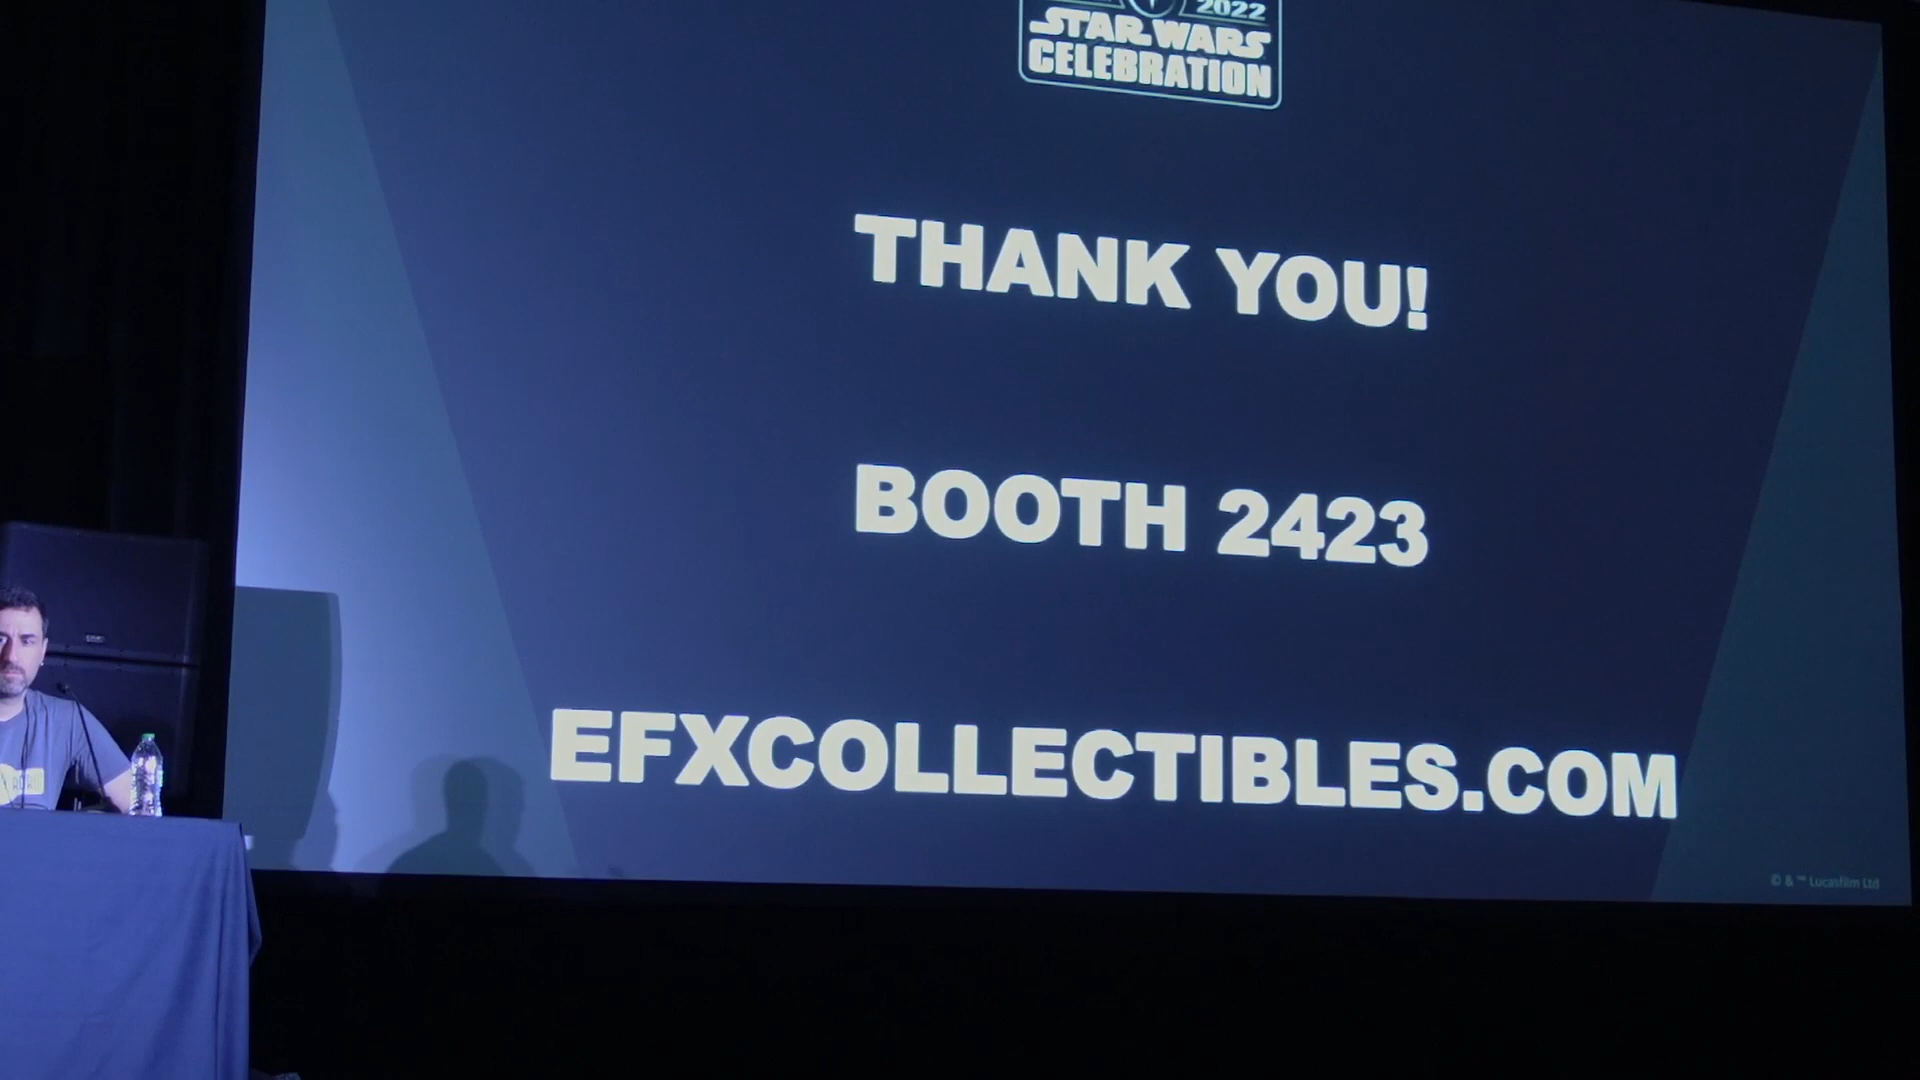 2022
STAR WARS
CELEBRATION
THANK YOU!
BOOTH 2423
EFXCOLLECTIBLES.COM
© & ™ Lucasfilm Ltd